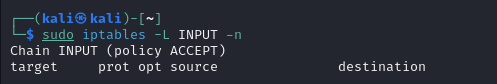 ┌──(kali㉿kali)-[~]
└─$ sudo iptables -L INPUT -n
Chain INPUT (policy ACCEPT)
target     prot opt source               destination